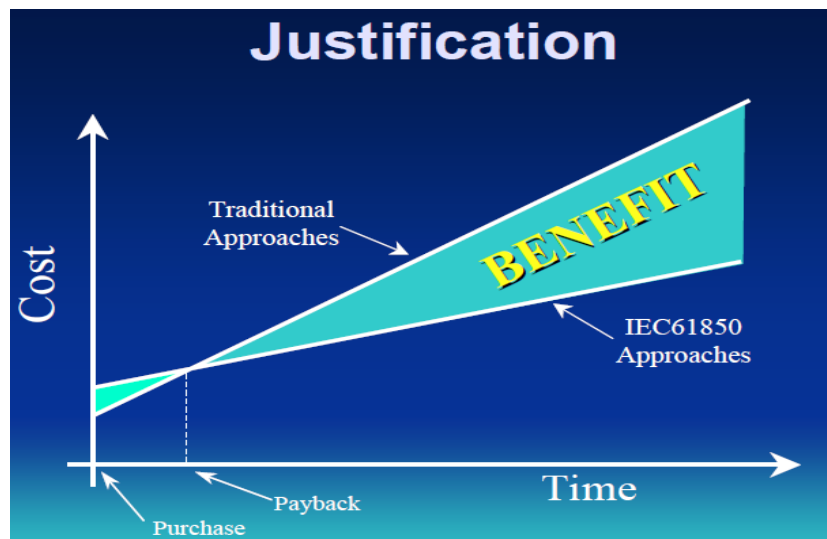 Justification
Traditional
Approaches
BENEFIT
Cost
IEC61850
Approaches
Time
Payback
Purchase